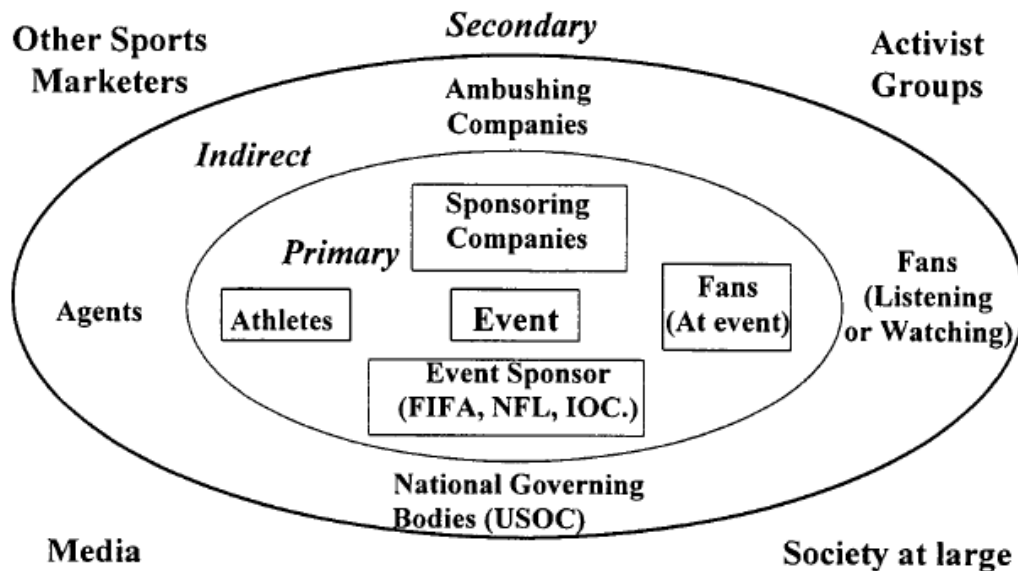 Other Sports
Marketers
Secondary
Activist
Groups
Ambushing
Companies
Indirect
Sponsoring
Companies
Primary
Agents
Athletes
Event
Fans
(At event)
Fans
(Listening
or Watching)
Event Sponsor
(FIFA, NFL, IOC.)
National Governing
Bodies (USOC)
Media
Society at large